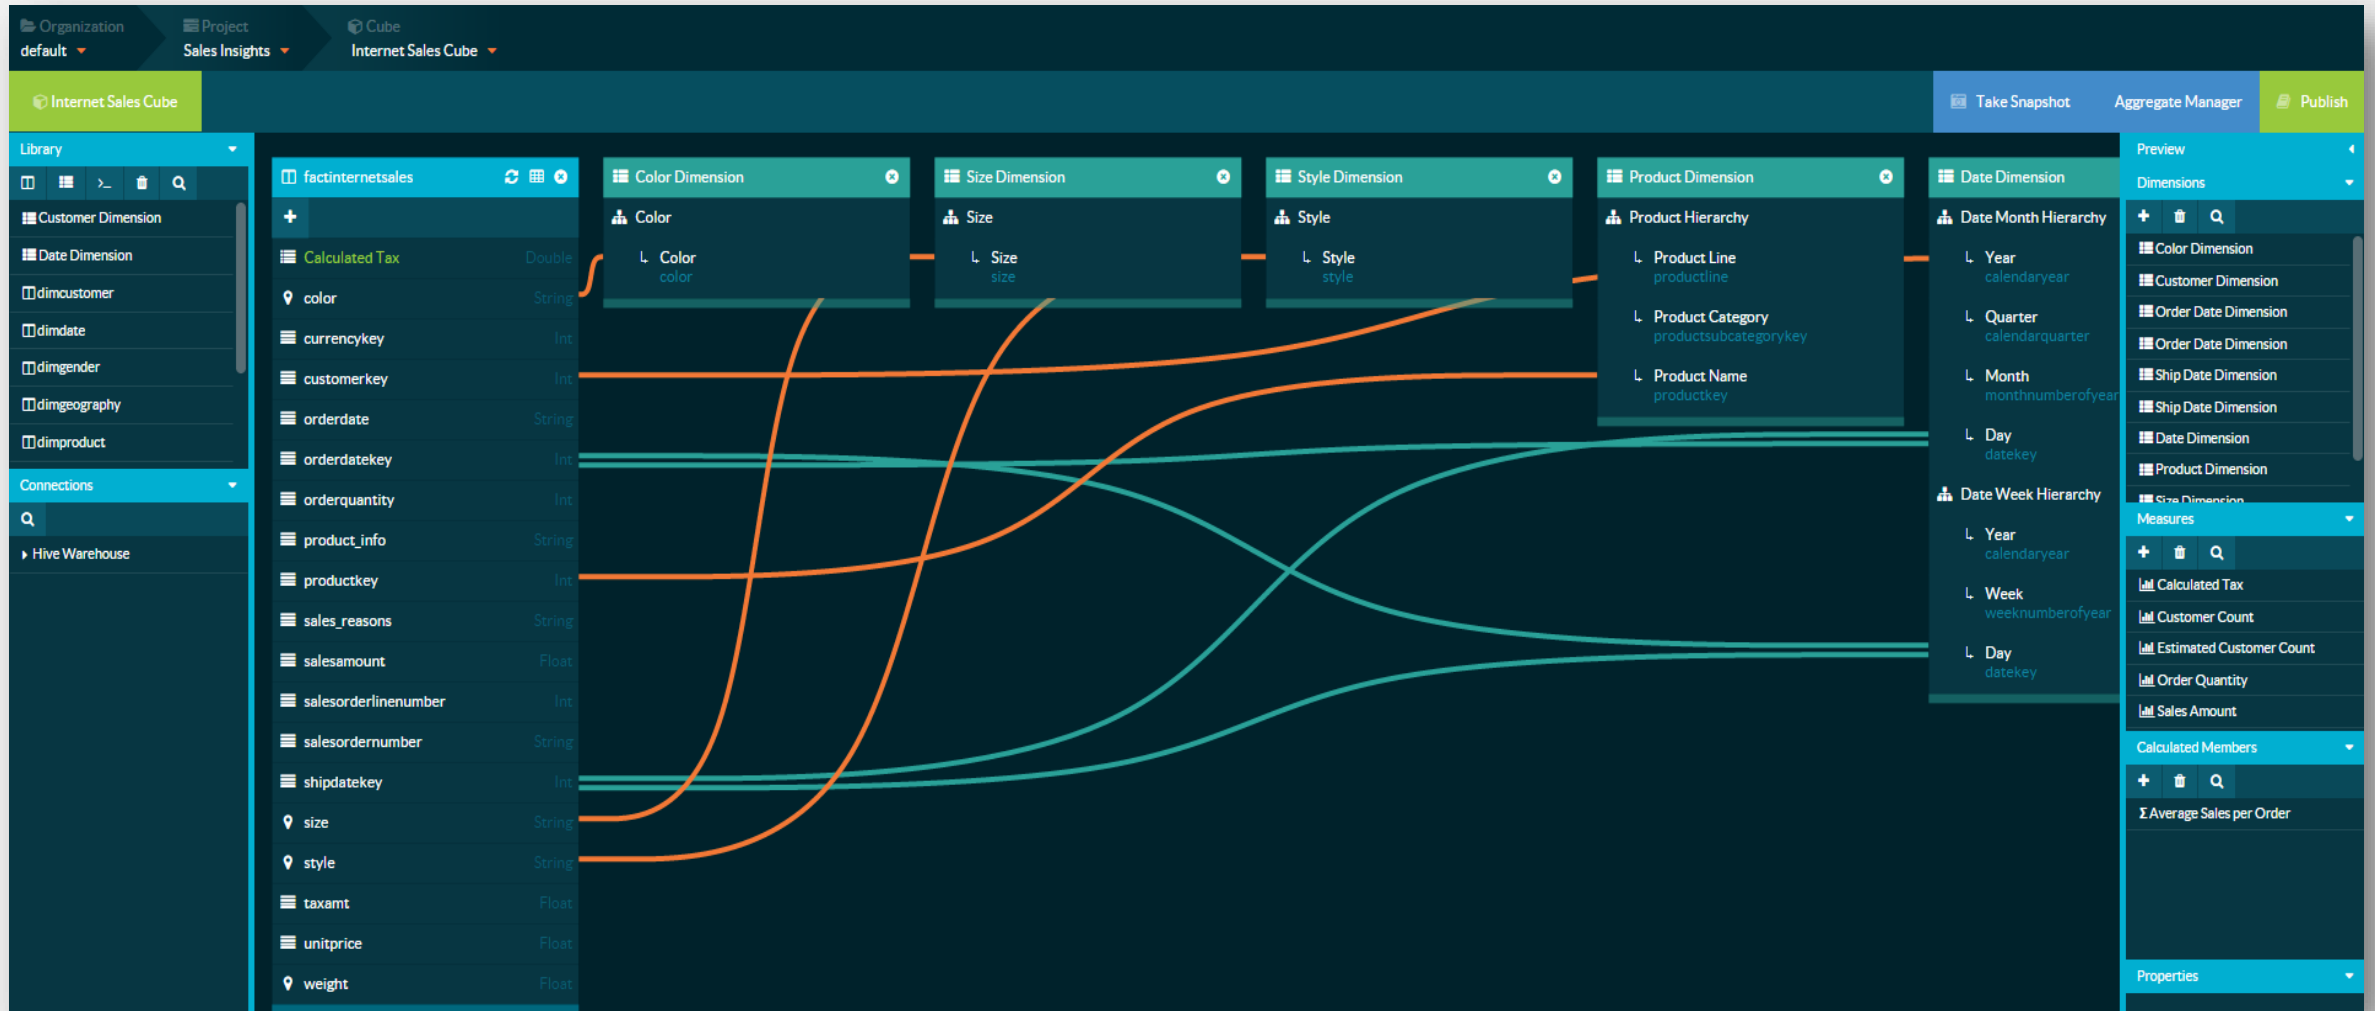 Organization
default
Project
Sales Insights
Cube
Internet Sales Cube
Internet Sales Cube
Take Snapshot
Aggregate Manager
Publish
Library
Customer Dimension
Date Dimension
dimcustomer
dimdate
dimgender
dimgeography
dimproduct
Connections
Hive Warehouse
factinternetsales
Calculated Tax Double
color String
currencykey Int
customerkey Int
orderdate String
orderdatekey Int
orderquantity Int
product_info String
productkey Int
sales_reasons String
salesamount Float
salesorderlinenumber Int
salesordernumber String
shipdatekey Int
size String
style String
taxamt Float
unitprice Float
weight Float
Color Dimension
Color
Color
color
Size Dimension
Size
Size
size
Style Dimension
Style
Style
style
Product Dimension
Product Hierarchy
Product Line
productline
Product Category
productsubcategorykey
Product Name
productkey
Date Dimension
Date Month Hierarchy
Year
calendaryear
Quarter
calendarquarter
Month
monthnumberofyear
Day
datekey
Date Week Hierarchy
Year
calendaryear
Week
weeknumberofyear
Day
datekey
Preview
Dimensions
Color Dimension
Customer Dimension
Order Date Dimension
Order Date Dimension
Ship Date Dimension
Ship Date Dimension
Date Dimension
Product Dimension
Size Dimension
Measures
Calculated Tax
Customer Count
Estimated Customer Count
Order Quantity
Sales Amount
Calculated Members
Σ Average Sales per Order
Properties